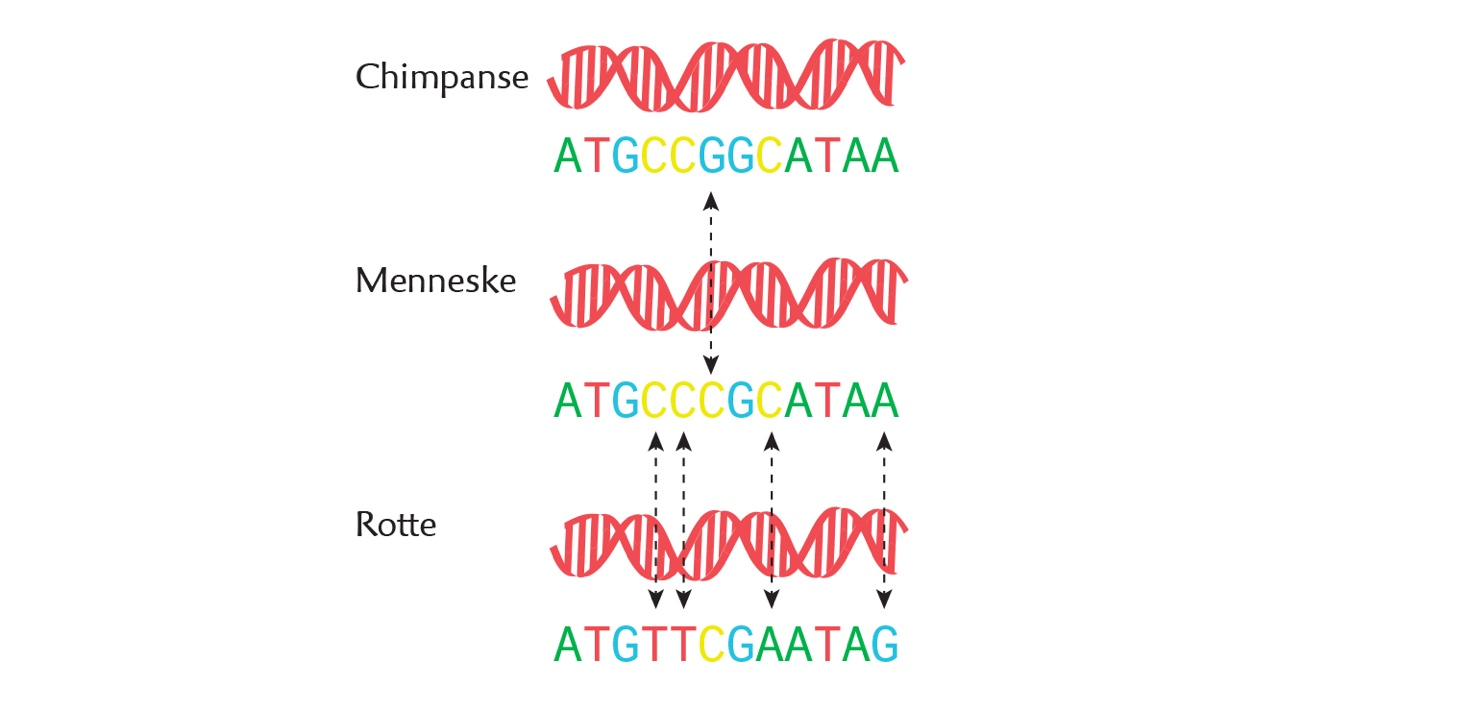 Chimpanse
ATGCCGGCATAA
Menneske
ATGCCCGCATAA
Rotte
ATGTTCGAATAG